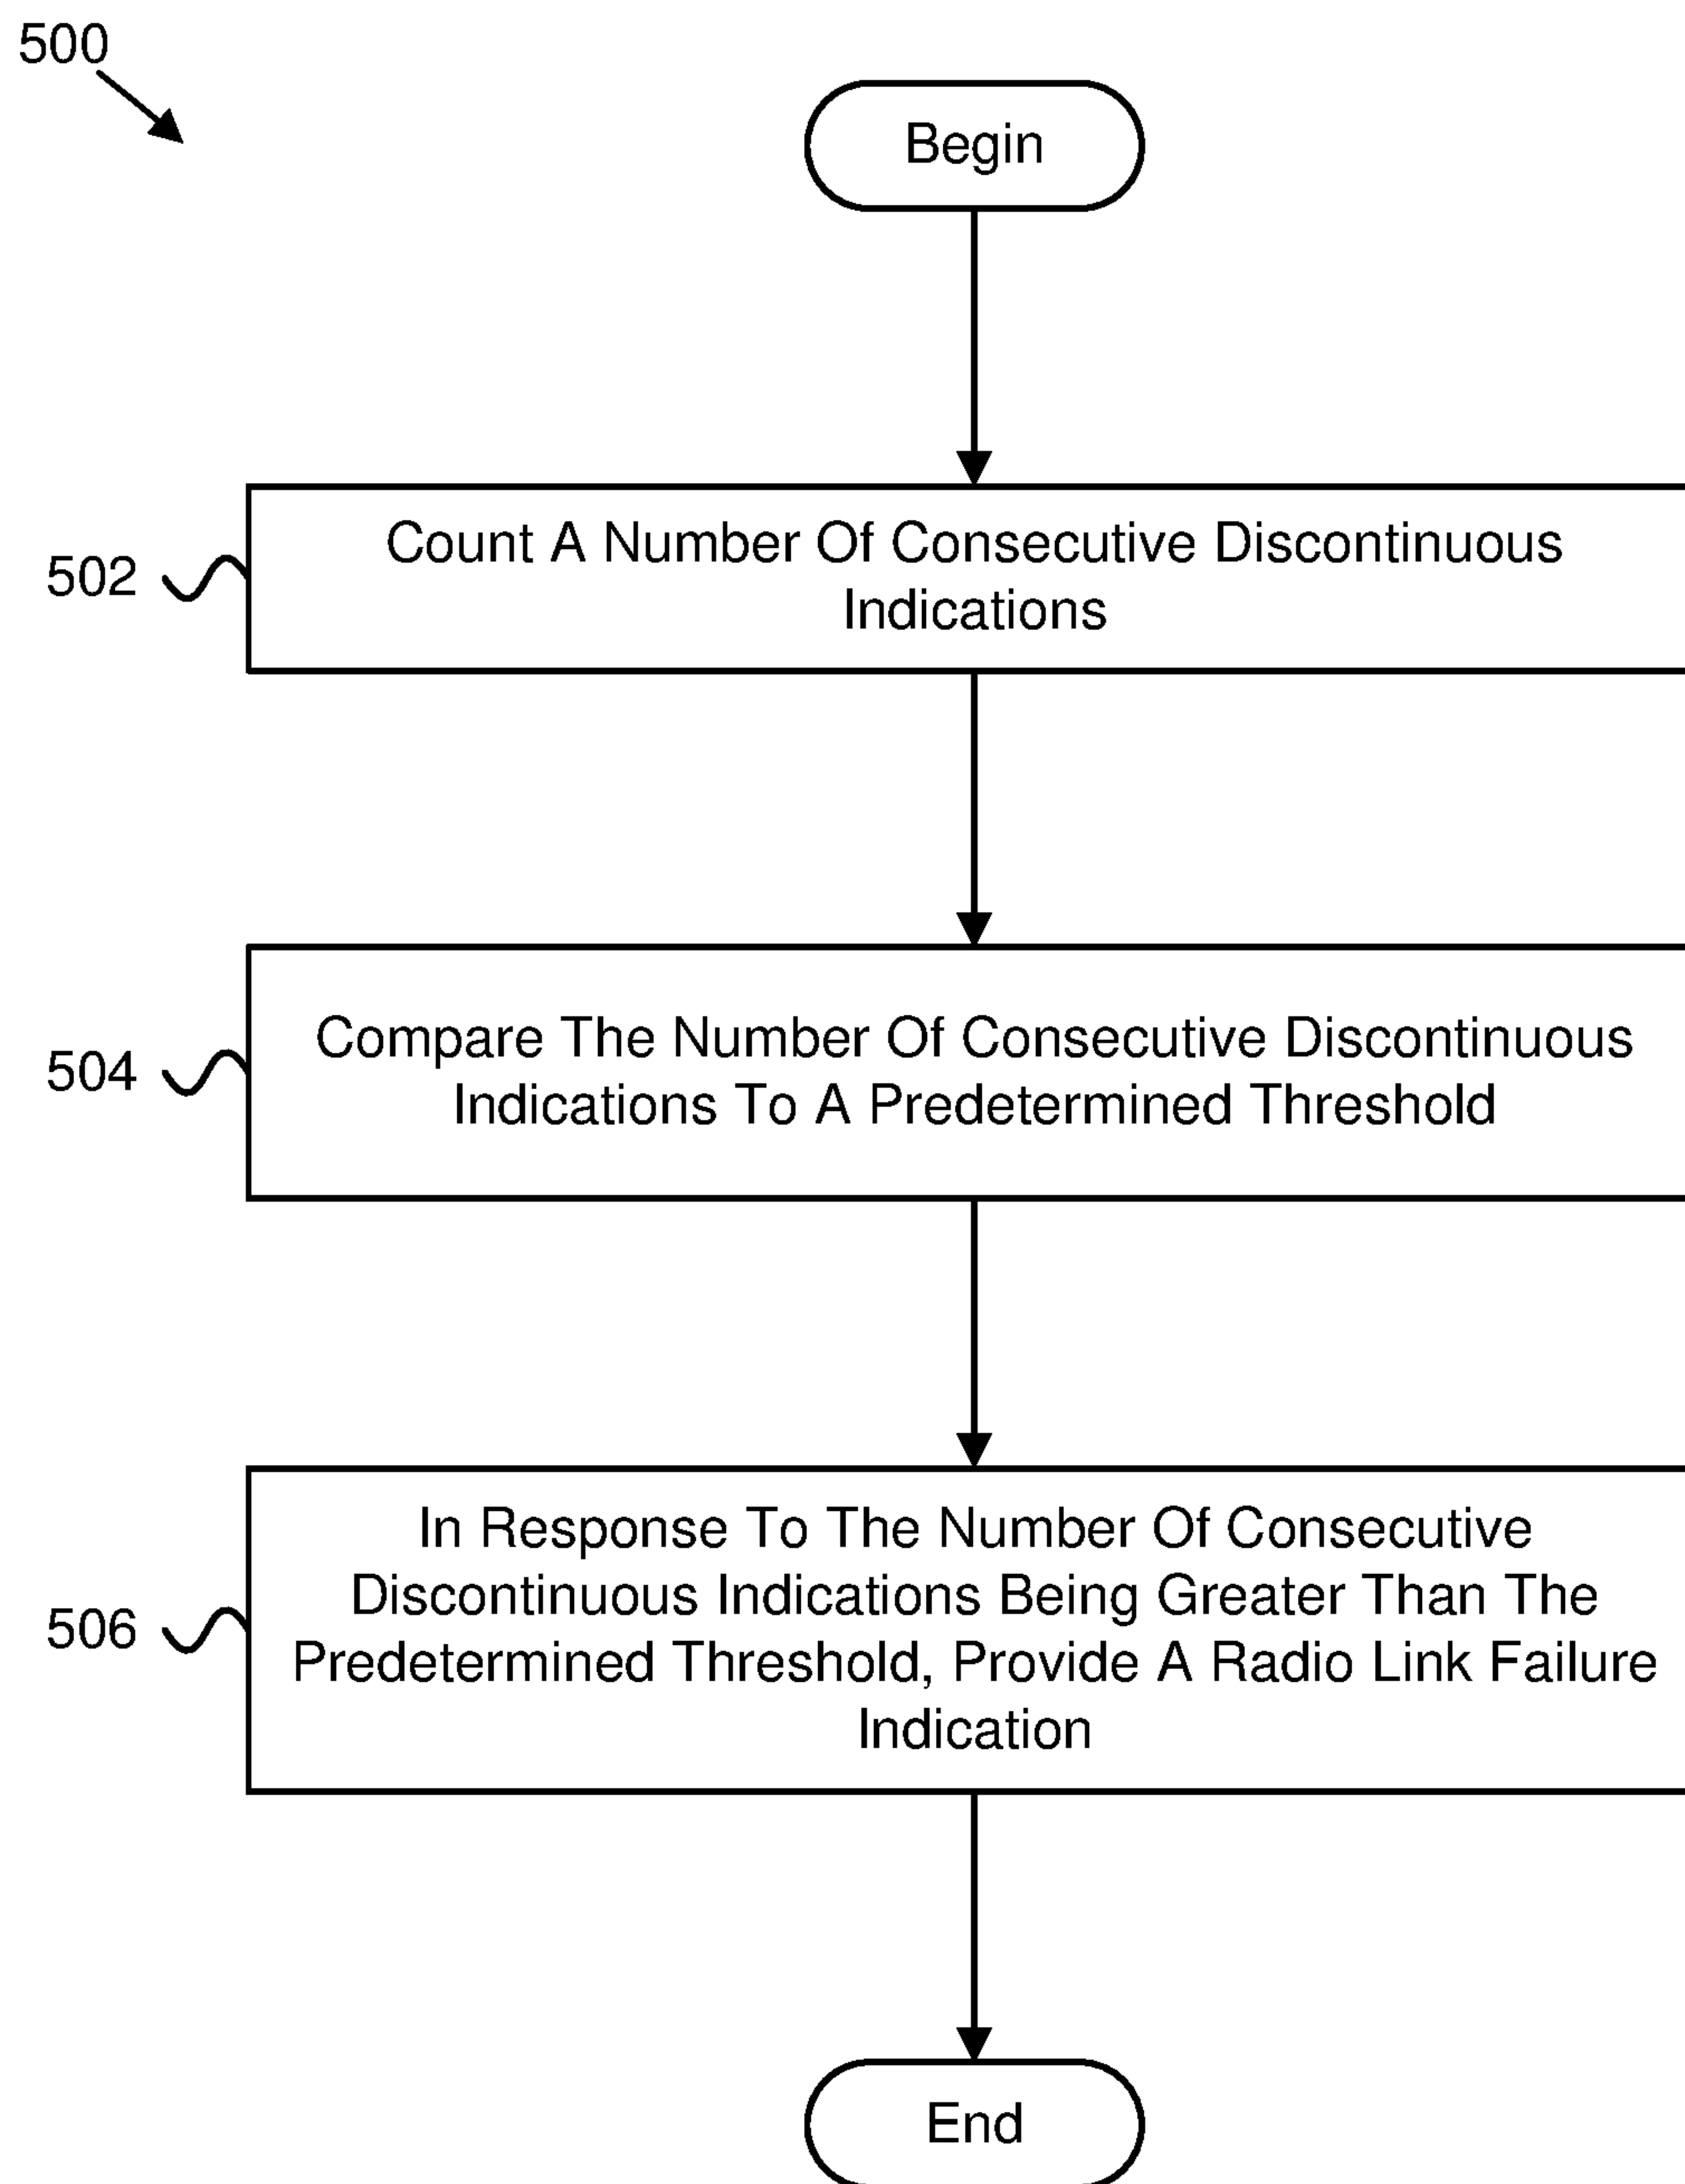 500
Begin
502
Count A Number Of Consecutive Discontinuous
Indications
504
Compare The Number Of Consecutive Discontinuous
Indications To A Predetermined Threshold
506
In Response To The Number Of Consecutive
Discontinuous Indications Being Greater Than The
Predetermined Threshold, Provide A Radio Link Failure
Indication
End